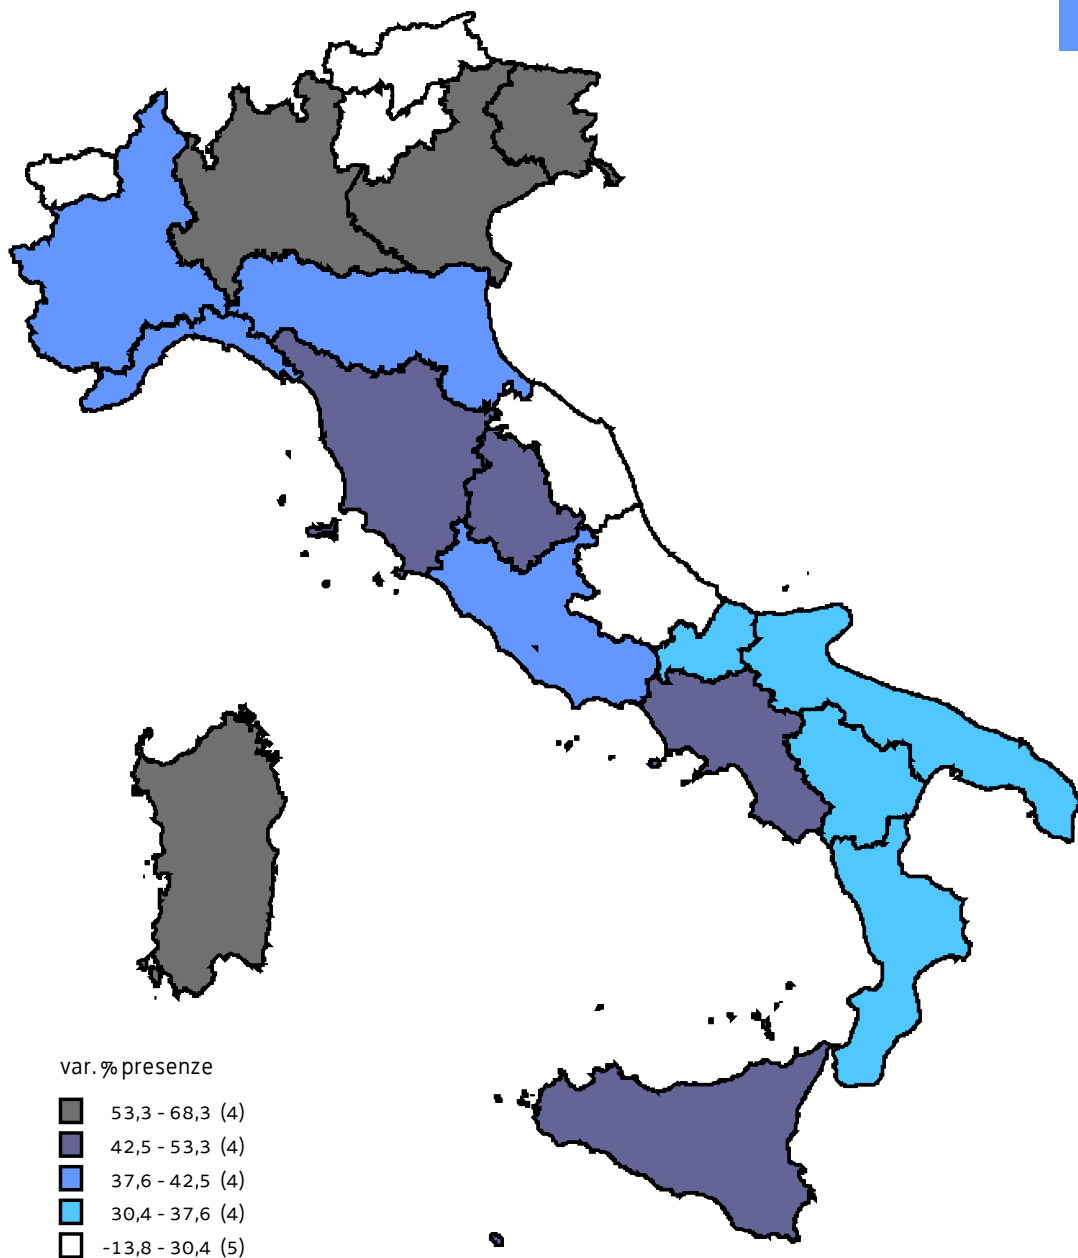 var. % presenze
53,3 - 68,3 (4)
42,5 - 53,3 (4)
37,6 - 42,5 (4)
30,4 - 37,6 (4)
-13,8 - 30,4 (5)